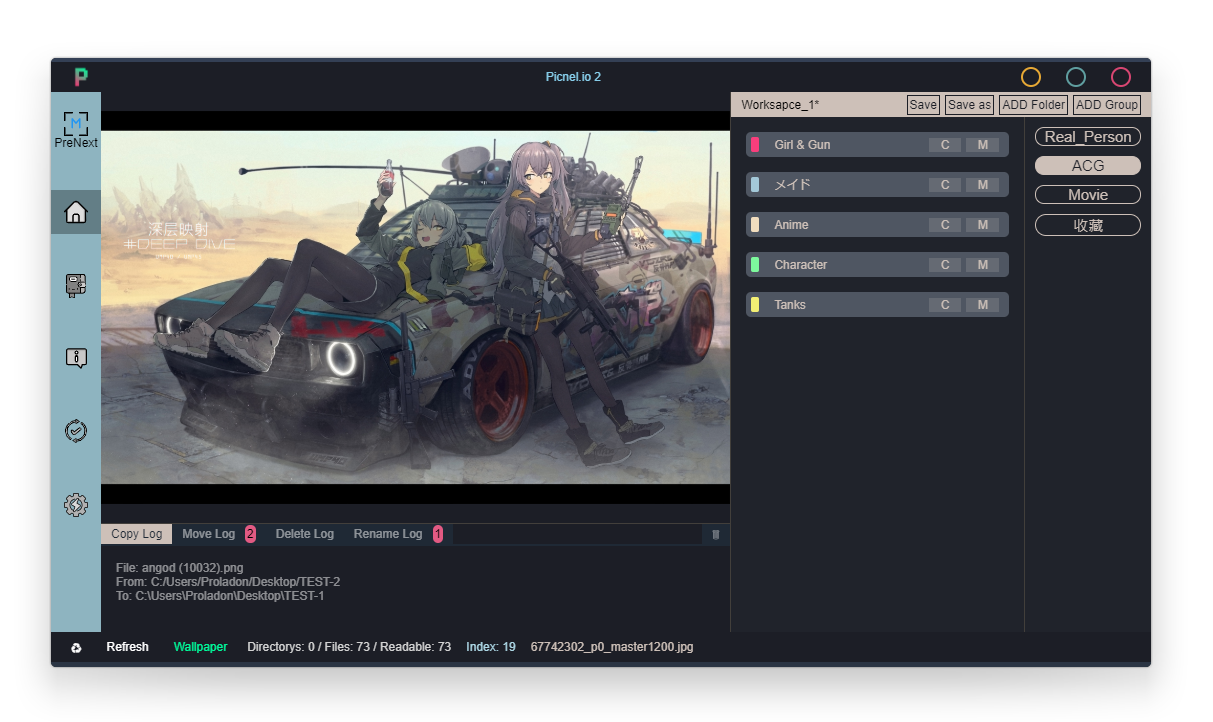 P
Picnel.io 2
M
PreNext
Worksapce_1*
Save
Save as
ADD Folder
ADD Group
Girl & Gun
C
M
メイド
C
M
Anime
C
M
Character
C
M
Tanks
C
M
Real_Person
ACG
Movie
收藏
深层映射
#DEEP DIVE
Copy Log
Move Log
2
Delete Log
Rename Log
1
File: angod (10032).png
From: C:/Users/Proladon/Desktop/TEST-2
To: C:\Users\Proladon\Desktop\TEST-1
Refresh
Wallpaper
Directorys: 0 / Files: 73 / Readable: 73
Index: 19
67742302_p0_master1200.jpg